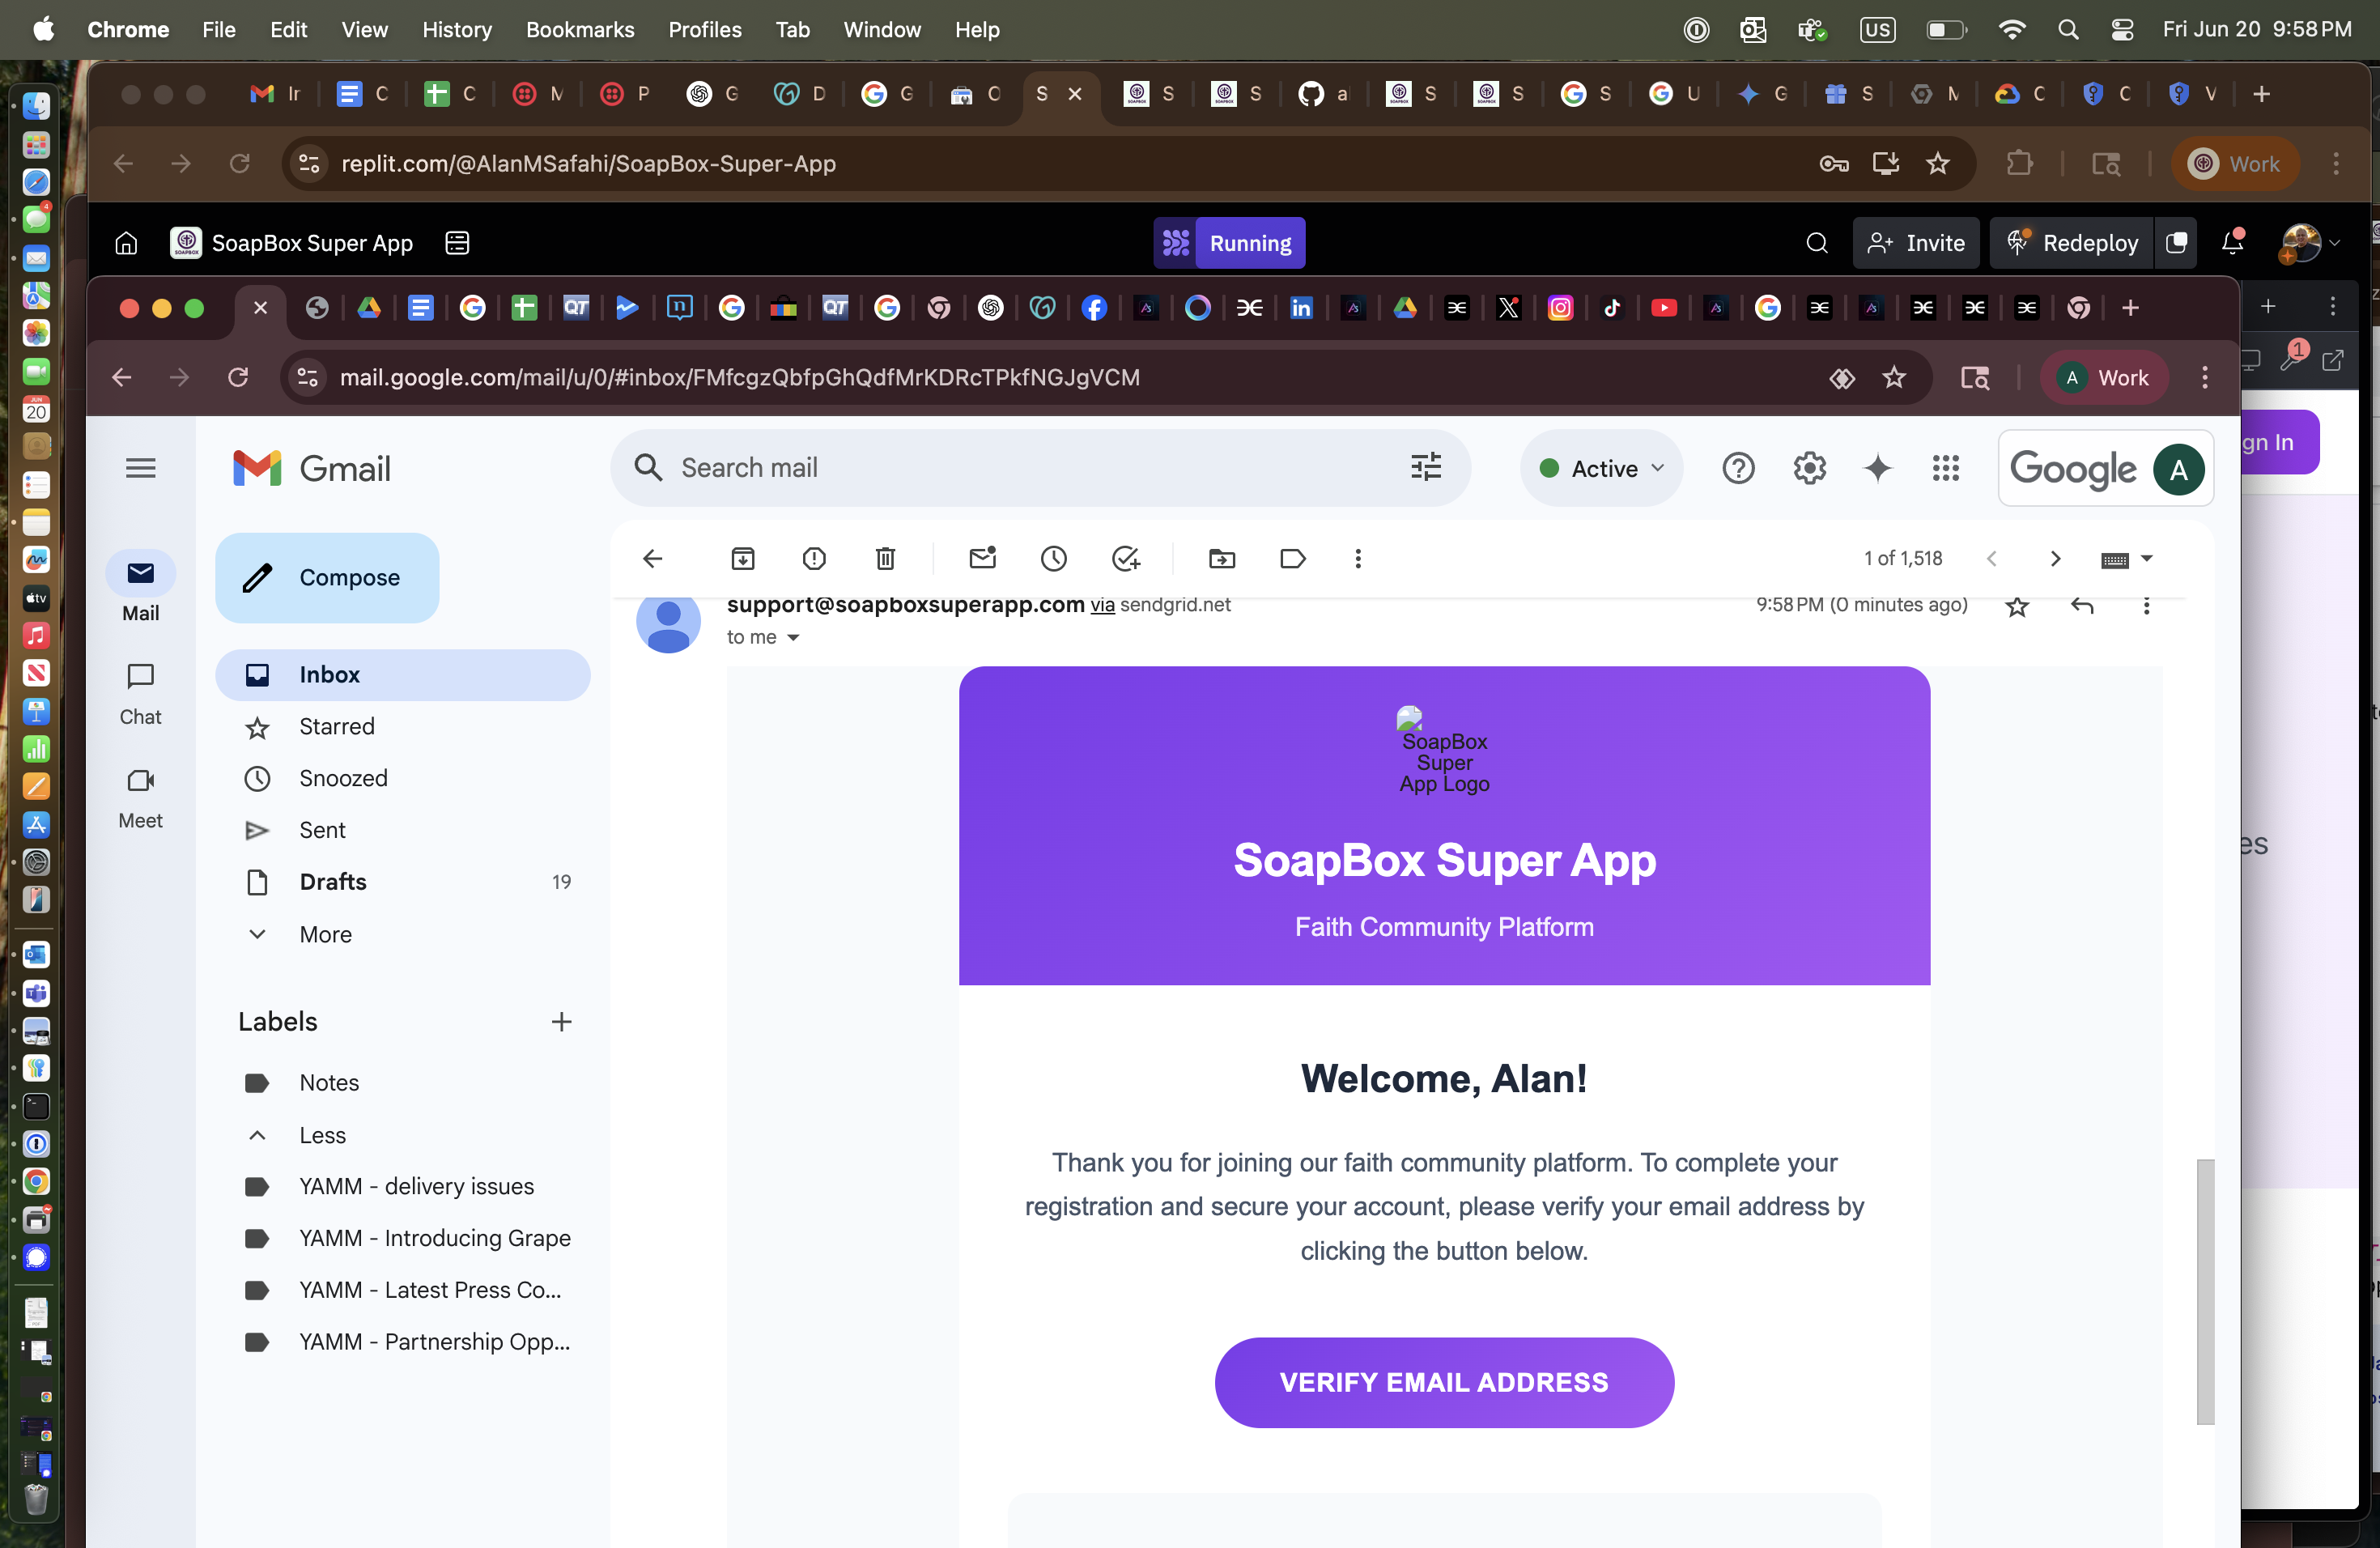 Chrome File Edit View History Bookmarks Profiles Tab Window Help US Fri Jun 20 9:58 PM
replit.com/@AlanMSafahi/SoapBox-Super-App Work
SoapBox Super App Running Invite Redeploy
mail.google.com/mail/u/0/#inbox/FMfcgzQbfpGhQdfMrKDRcTPkfNGJgVCM Work
Gmail Search mail Active Google A
gn In
Compose
1 of 1,518
Mail
Chat
Meet
Inbox
Starred
Snoozed
Sent
Drafts 19
More
Labels
Notes
Less
YAMM - delivery issues
YAMM - Introducing Grape
YAMM - Latest Press Co...
YAMM - Partnership Opp...
support@soapboxsuperapp.com via sendgrid.net 9:58 PM (0 minutes ago)
to me
SoapBox
Super
App Logo
SoapBox Super App
Faith Community Platform
Welcome, Alan!
Thank you for joining our faith community platform. To complete your
registration and secure your account, please verify your email address by
clicking the button below.
VERIFY EMAIL ADDRESS
es